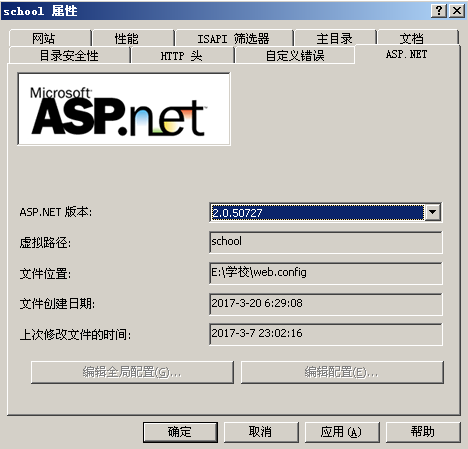 school 属性
网站 性能 ISAPI 筛选器 主目录 文档
目录安全性 HTTP 头 自定义错误 ASP.NET
Microsoft
ASP.net
ASP.NET 版本: 2.0.50727
虚拟路径: school
文件位置: E:\学校\web.config
文件创建日期: 2017-3-20 6:29:08
上次修改文件的时间: 2017-3-7 23:02:16
编辑全局配置(G)... 编辑配置(E)...
确定 取消 应用(A) 帮助